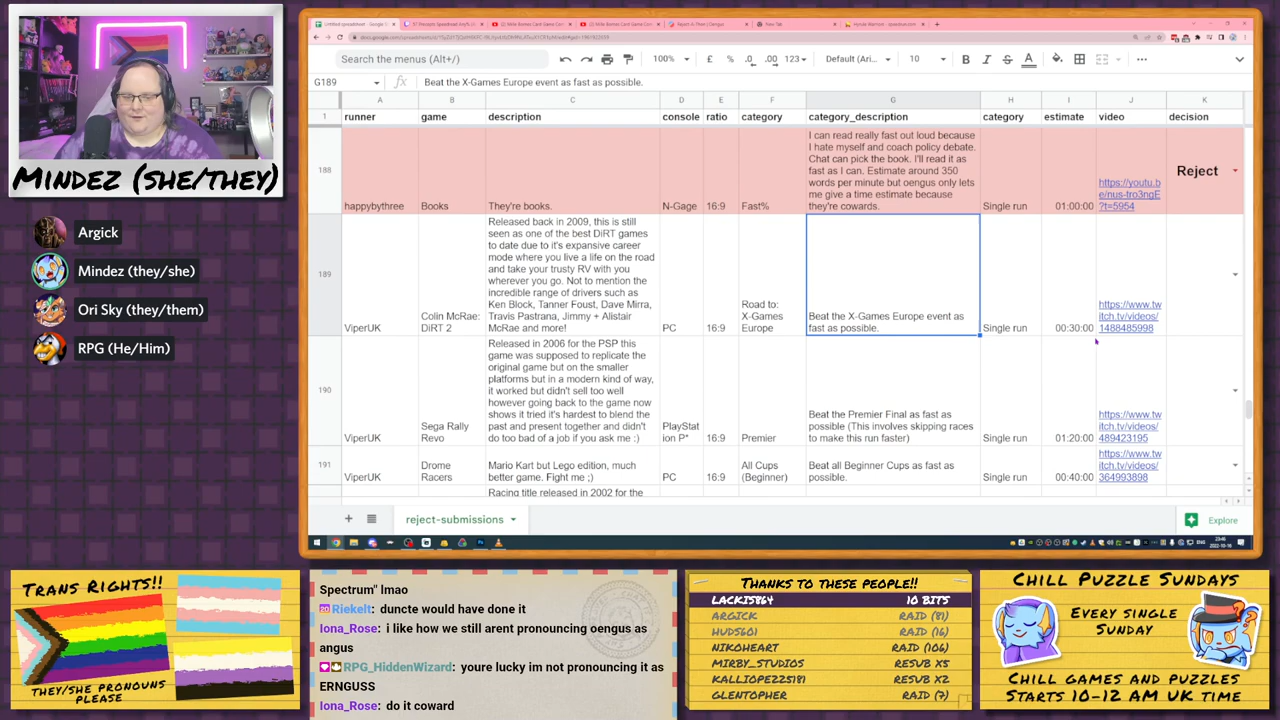 MINDEZ (SHE/THEY)
Argick
Mindez (they/she)
Ori Sky (they/them)
RPG (He/Him)
Search the menus (Alt+/)
100%
£
%
.0
.00
123
Default (Ari...
10
B
I
S
A
G189
fx
Beat the X-Games Europe event as fast as possible.
A B C D E F G H I J K
1 runner game description console ratio category category_description category estimate video decision
188
happybythree
Books
They're books.
N-Gage
16:9
Fast%
I can read really fast out loud because
I hate myself and coach policy debate.
Chat can pick the book. I'll read it as
fast as I can. Estimate around 350
words per minute but oengus only lets
me give a time estimate because
they're cowards.
Single run
01:00:00
https://youtu.b
e/nus-tro3ngE
?t=5954
Reject
189
ViperUK
Colin McRae:
DiRT 2
Released back in 2009, this is still
seen as one of the best DiRT games
to date due to it's expansive career
mode where you live a life on the road
and take your trusty RV with you
wherever you go. Not to mention the
incredible range of drivers such as
Ken Block, Tanner Foust, Dave Mirra,
Travis Pastrana, Jimmy + Alistair
McRae and more!
PC
16:9
Road to:
X-Games
Europe
Beat the X-Games Europe event as
fast as possible.
Single run
00:30:00
https://www.tw
itch.tv/videos/
1488485998
190
ViperUK
Sega Rally
Revo
Released in 2006 for the PSP this
game was supposed to replicate the
original game but on the smaller
platforms but in a modern kind of way,
it worked but didn't sell too well
however going back to the game now
shows it tried it's hardest to blend the
past and present together and didn't
do too bad of a job if you ask me :)
PlayStat
ion P*
16:9
Premier
Beat the Premier Final as fast as
possible (This involves skipping races
to make this run faster)
Single run
01:20:00
https://www.tw
itch.tv/videos/
489423195
191
ViperUK
Drome
Racers
Mario Kart but Lego edition, much
better game. Fight me ;)
PC
16:9
All Cups
(Beginner)
Beat all Beginner Cups as fast as
possible.
Single run
00:40:00
https://www.tw
itch.tv/videos/
364993898
Racing title released in 2002 for the
reject-submissions
Explore
TRANS RIGHTS!!
THEY/SHE PRONOUNS
PLEASE
Spectrum" lmao
Riekelt: duncte would have done it
Iona_Rose: i like how we still arent pronouncing oengus as
angus
RPG_HiddenWizard: youre lucky im not pronouncing it as
ERNGUSS
Iona_Rose: do it coward
THANKS TO THESE PEOPLE!!
LACKIS864 10 BITS
ARGICK RAID (81)
HUDS601 RAID (16)
NIKOHEART RAID (106)
MIRBY_STUDIOS RESUB X5
KALLIOPE225181 RESUB X2
GLENTOPHER RAID (7)
CHILL PUZZLE SUNDAYS
EVERY SINGLE
SUNDAY
CHILL GAMES AND PUZZLES
STARTS 10-12 AM UK TIME